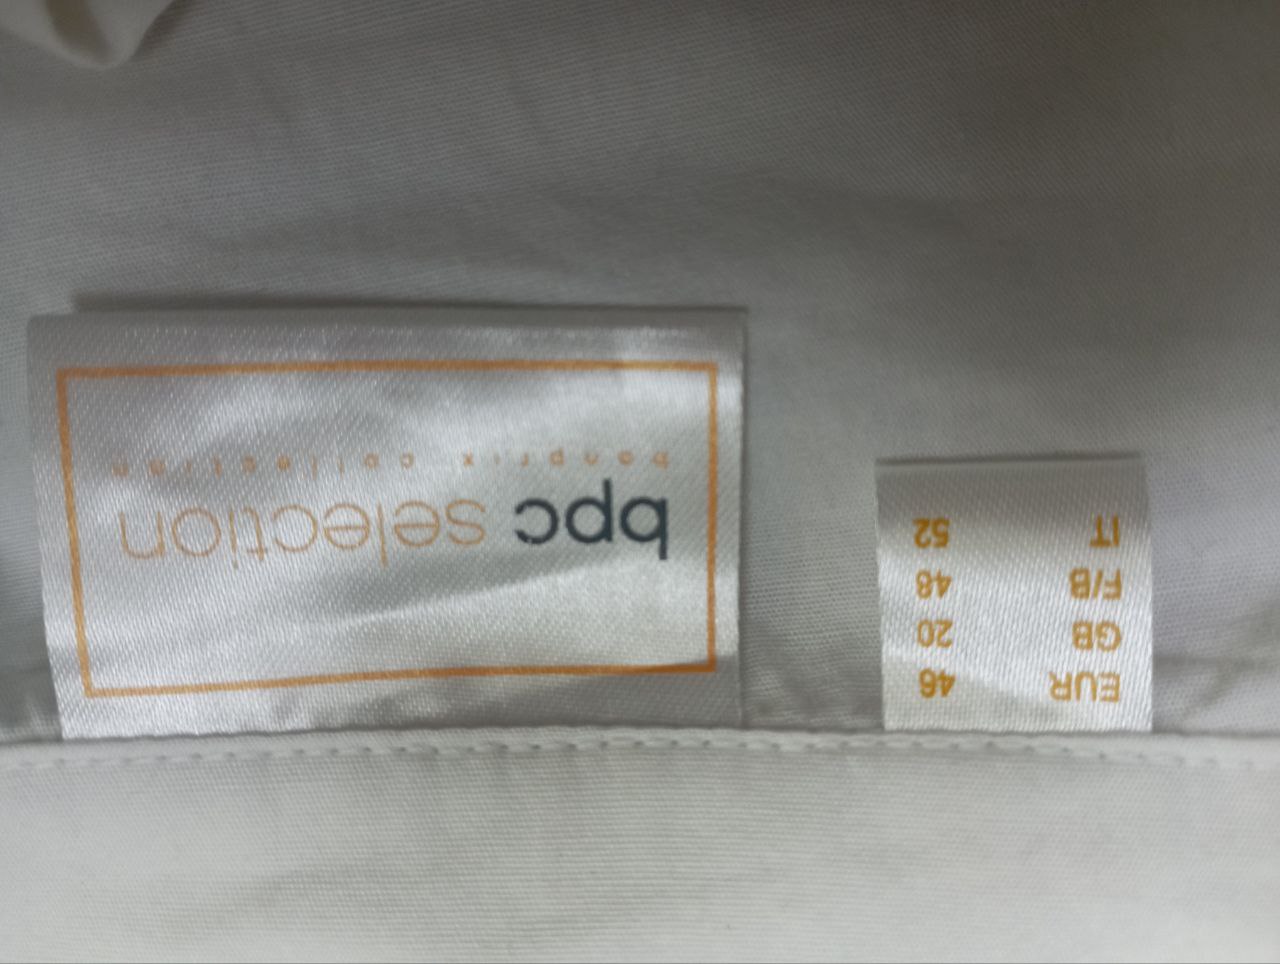 bpc selection
bonprix collection
EUR 46
GB 20
F/B 48
IT 52